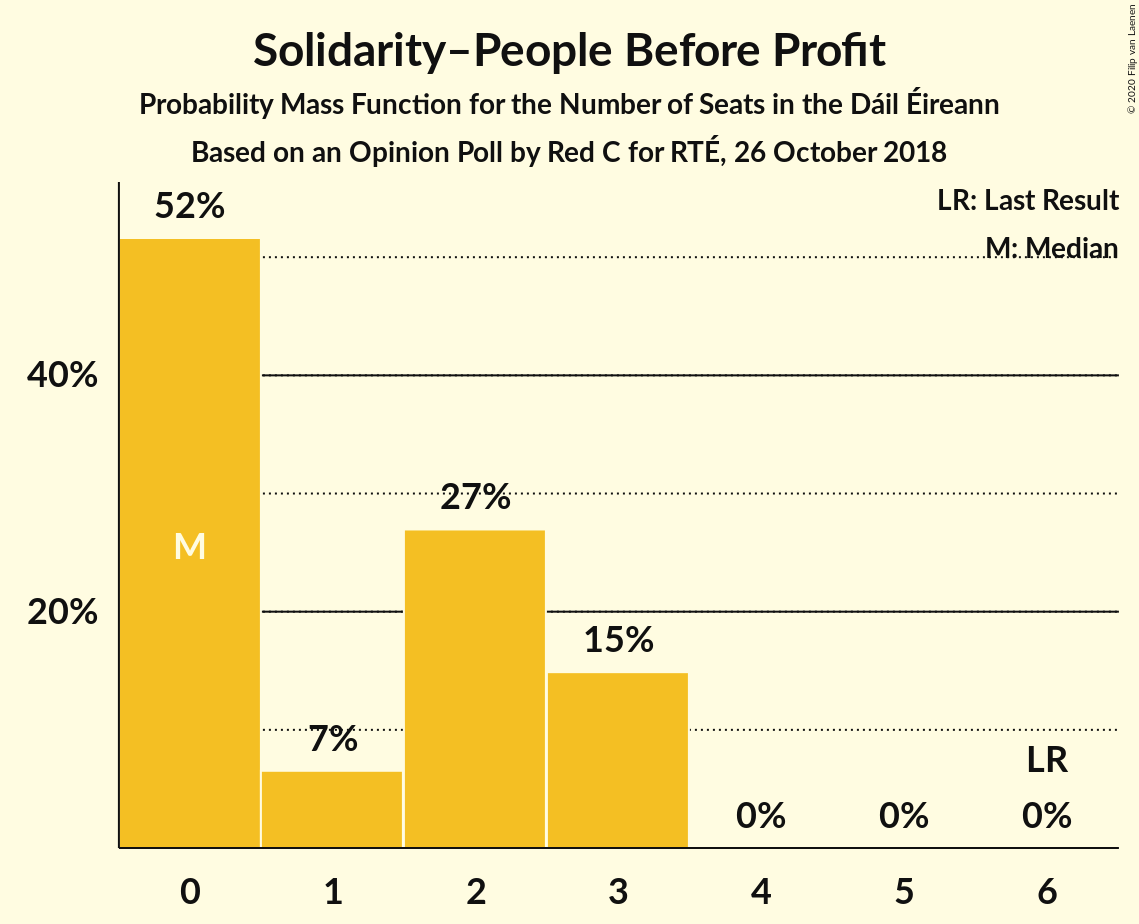 Solidarity–People Before Profit
Probability Mass Function for the Number of Seats in the Dáil Éireann
Based on an Opinion Poll by Red C for RTÉ, 26 October 2018
© 2020 Filip van Laenen
LR: Last Result
M: Median
52%
40%
27%
M
20%
15%
7%
LR
0% 0% 0%
0 1 2 3 4 5 6